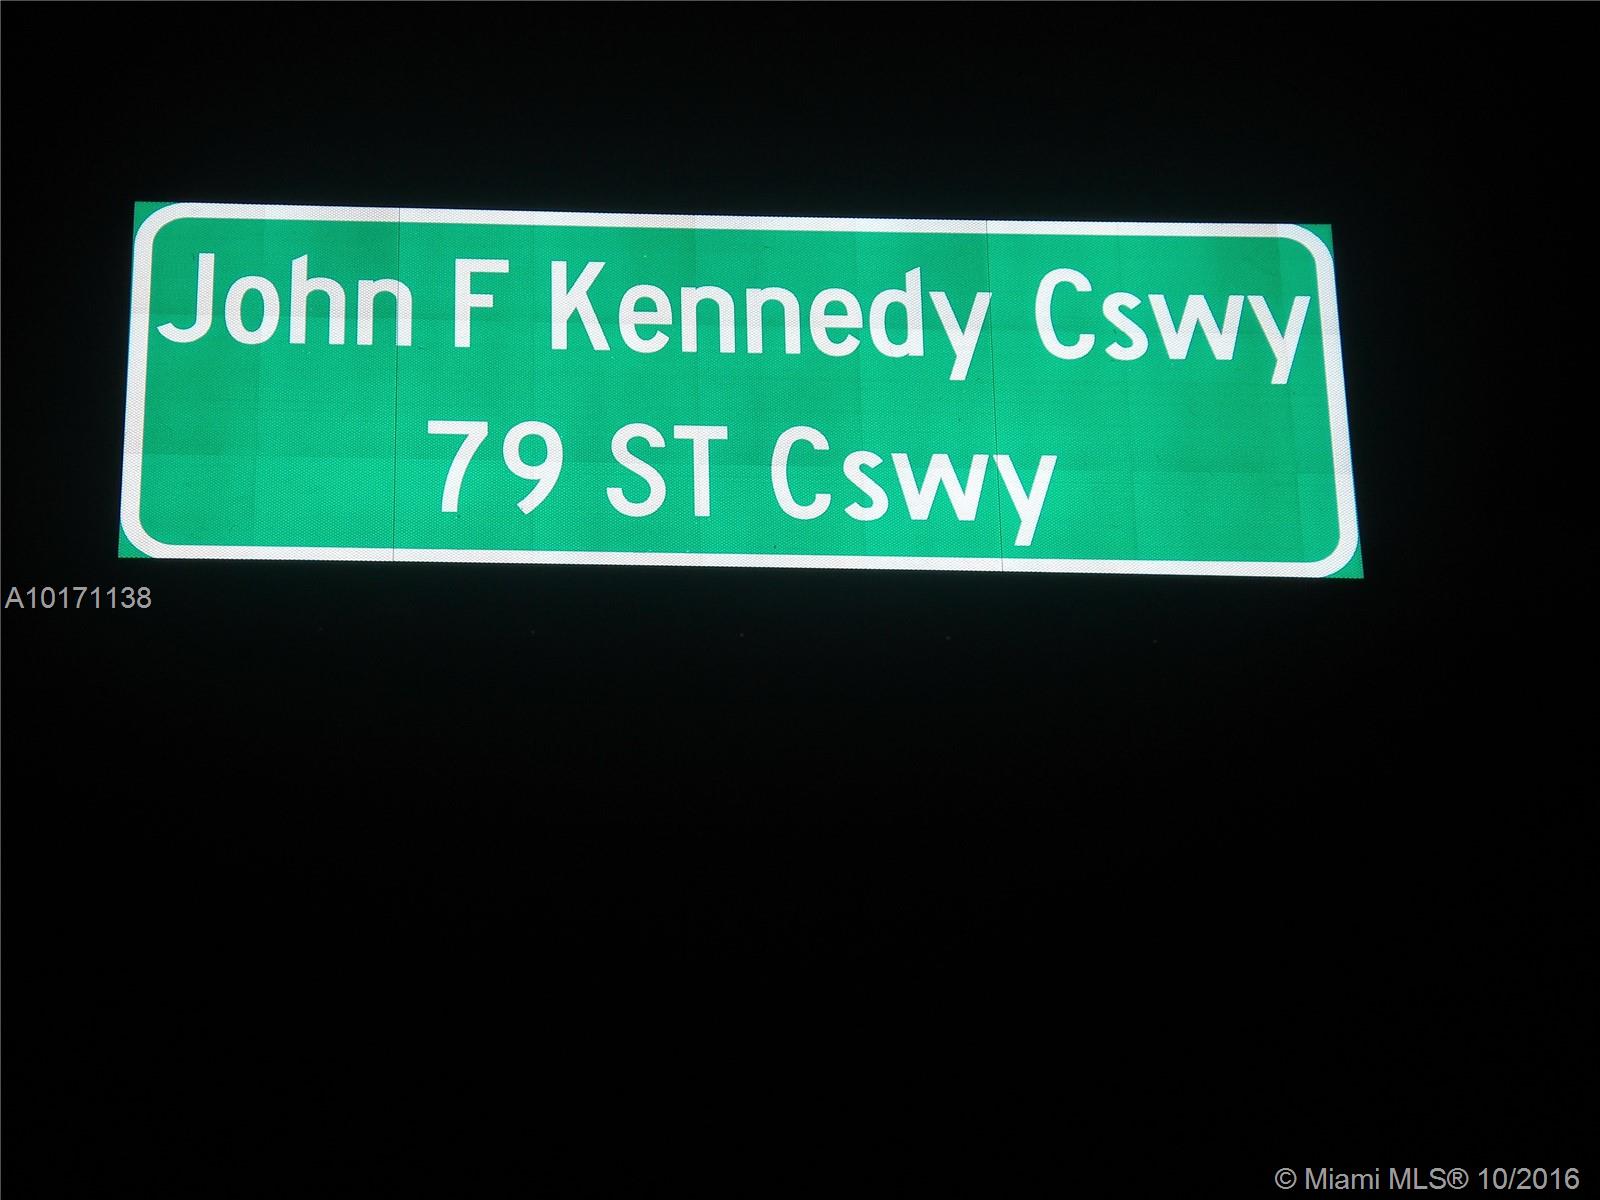 John F Kennedy Cswy
79 ST Cswy
A10171138
© Miami MLS® 10/2016